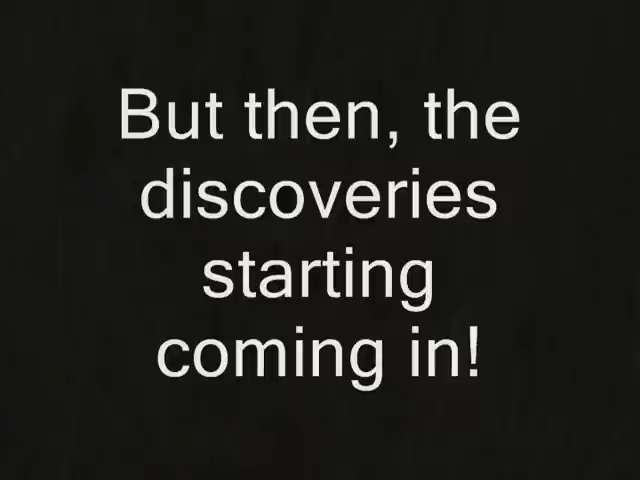 But then, the
discoveries
starting
coming in!